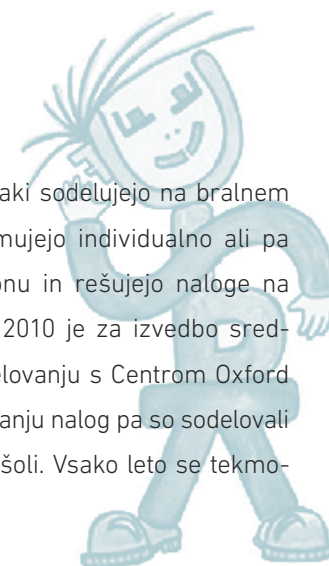 aki sodelujejo na bralnem
mujejo individualno ali pa
onu in rešujejo naloge na
2010 je za izvedbo sred-
elovanju s Centrom Oxford
anju nalog pa so sodelovali
šoli. Vsako leto se tekmo-